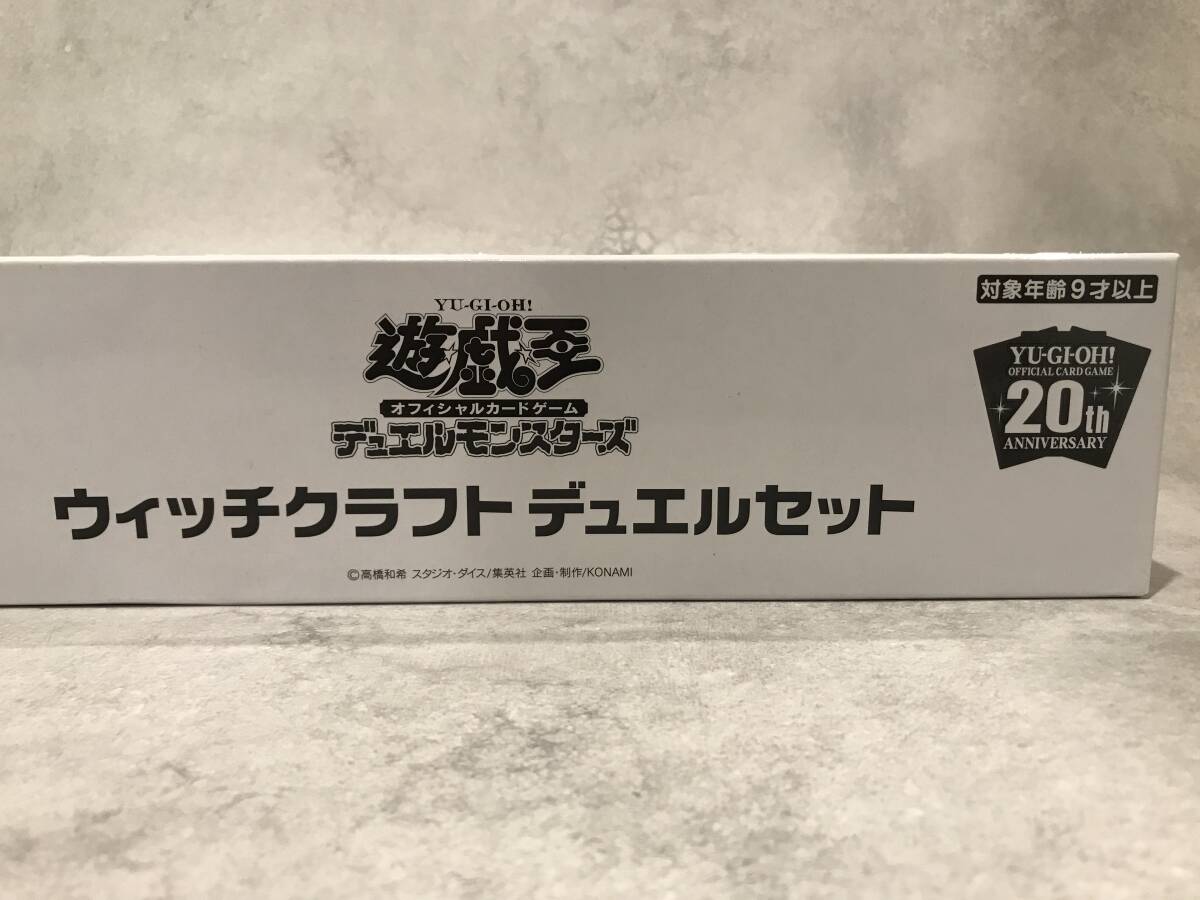 YU-GI-OH!
遊戯王
オフィシャルカードゲーム
デュエルモンスターズ
ウィッチクラフト デュエルセット
©高橋和希 スタジオ・ダイス/集英社 企画・制作/KONAMI
対象年齢9才以上
YU-GI-OH!
OFFICIAL CARD GAME
20th
ANNIVERSARY